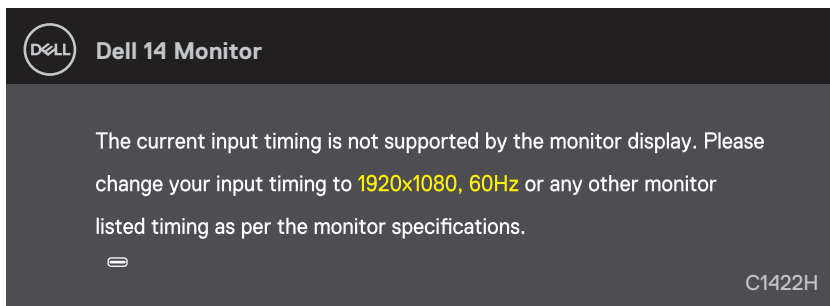 DELL
Dell 14 Monitor
The current input timing is not supported by the monitor display. Please
change your input timing to 1920x1080, 60Hz or any other monitor
listed timing as per the monitor specifications.
C1422H